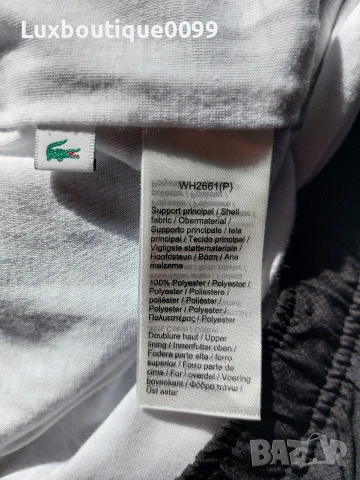 Luxboutique0099
WH2661(P)
Support principal / Shell
fabric / Obermaterial /
Supporto principale / tela
principal / Tecido principal /
Vigtigste støttemateriale /
Hoofdsteun / Βάση / Ana
malzeme
100% Polyester / Polyester /
Polyester / Poliestere /
poliéster / Poliéster /
Polyester / Polyester /
Πολυεστέρας / Polyester
Doublure haut / Upper
lining / Innenfutter oben /
Fodera parte alta / forro
superior / Forro parte
cima / For i overdel / Voering
bovenkant / Φόδρα πάνω /
Üst astar
BAZAR